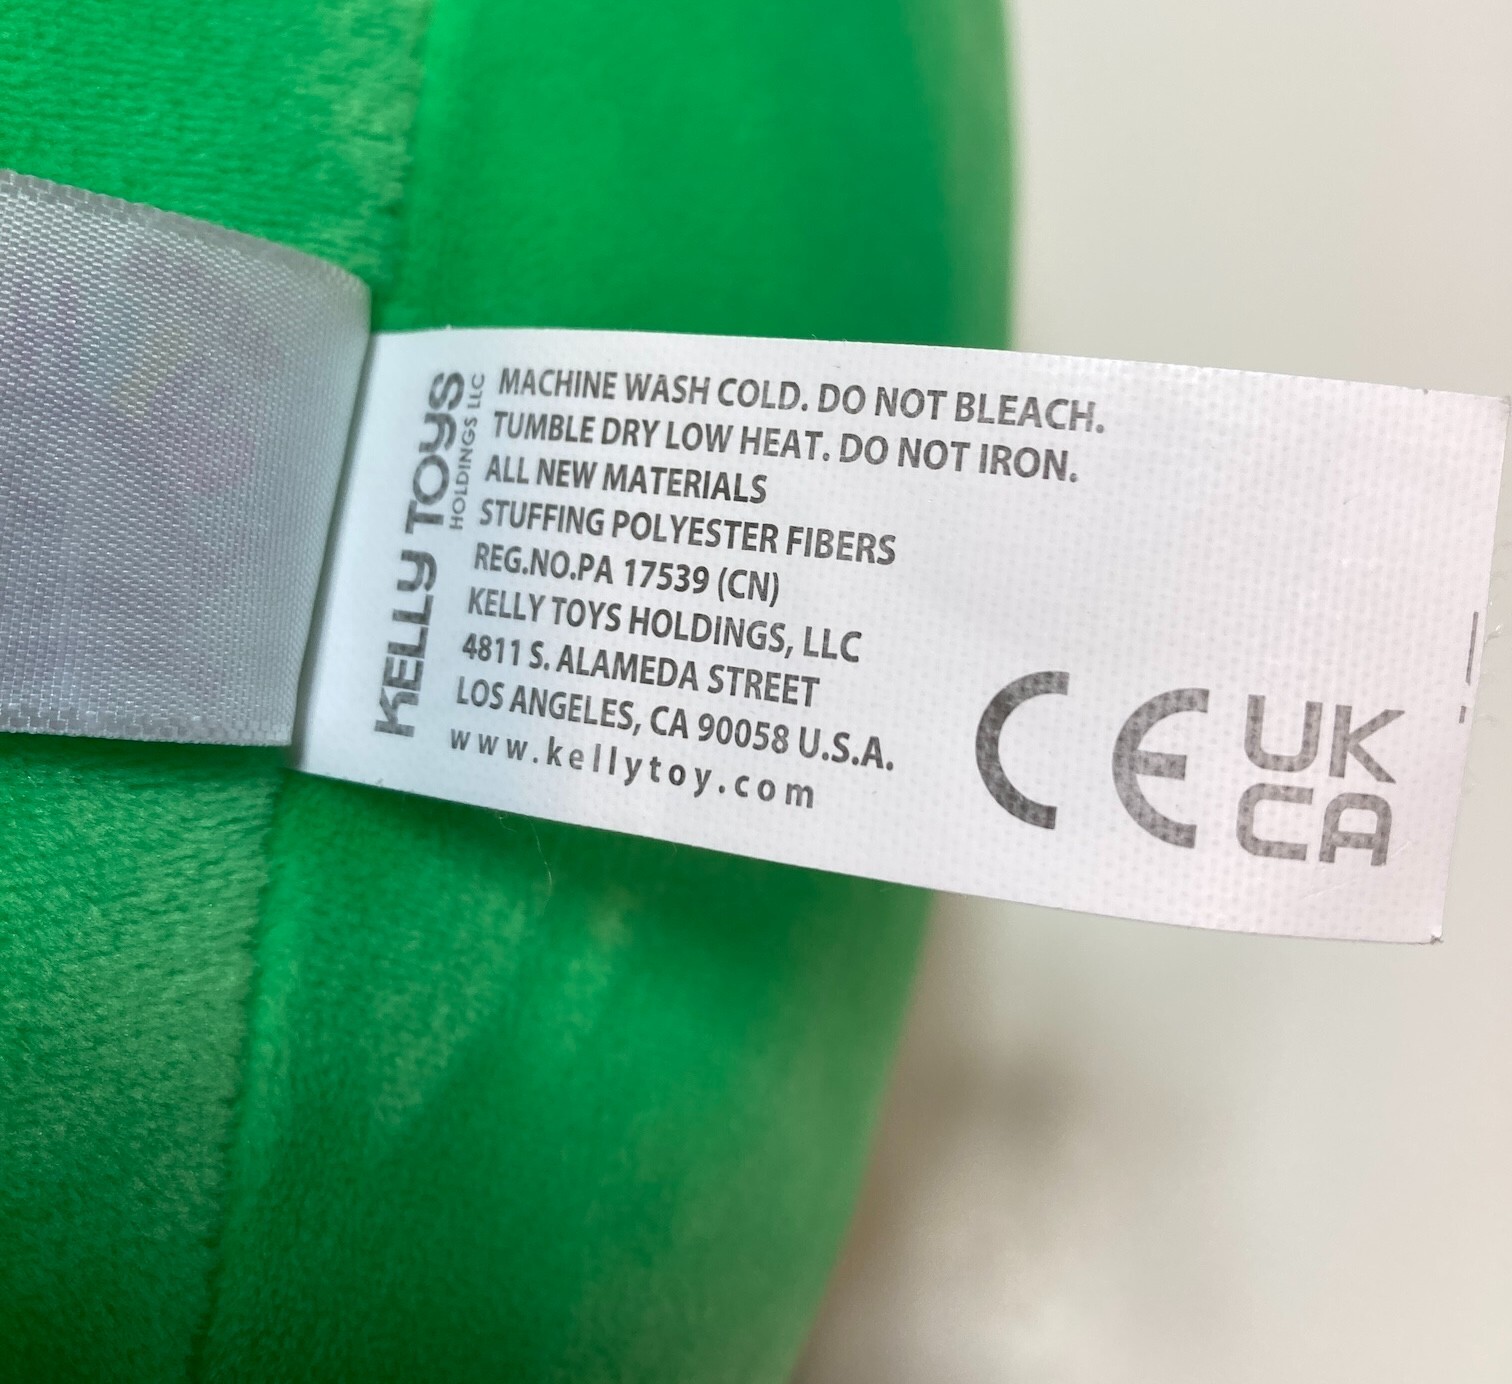 KELLY TOYS
HOLDINGS LLC
MACHINE WASH COLD. DO NOT BLEACH.
TUMBLE DRY LOW HEAT. DO NOT IRON.
ALL NEW MATERIALS
STUFFING POLYESTER FIBERS
REG.NO.PA 17539 (CN)
KELLY TOYS HOLDINGS, LLC
4811 S. ALAMEDA STREET
LOS ANGELES, CA 90058 U.S.A.
www.kellytoy.com
CE
UK
CA